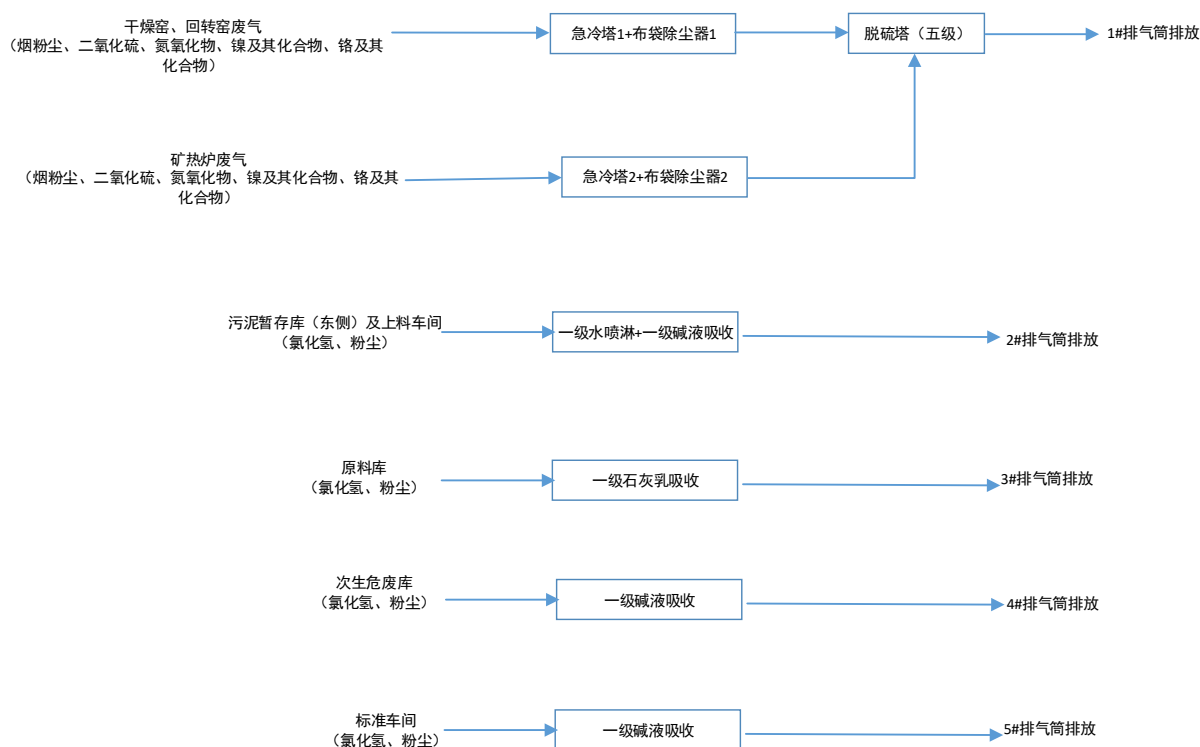 干燥窑、回转窑废气
（烟粉尘、二氧化硫、氮氧化物、镍及其化合物、铬及其
化合物）
急冷塔1+布袋除尘器1
脱硫塔（五级）
1#排气筒排放
矿热炉废气
（烟粉尘、二氧化硫、氮氧化物、镍及其化合物、铬及其
化合物）
急冷塔2+布袋除尘器2
污泥暂存库（东侧）及上料车间
（氯化氢、粉尘）
一级水喷淋+一级碱液吸收
2#排气筒排放
原料库
（氯化氢、粉尘）
一级石灰乳吸收
3#排气筒排放
次生危废库
（氯化氢、粉尘）
一级碱液吸收
4#排气筒排放
标准车间
（氯化氢、粉尘）
一级碱液吸收
5#排气筒排放